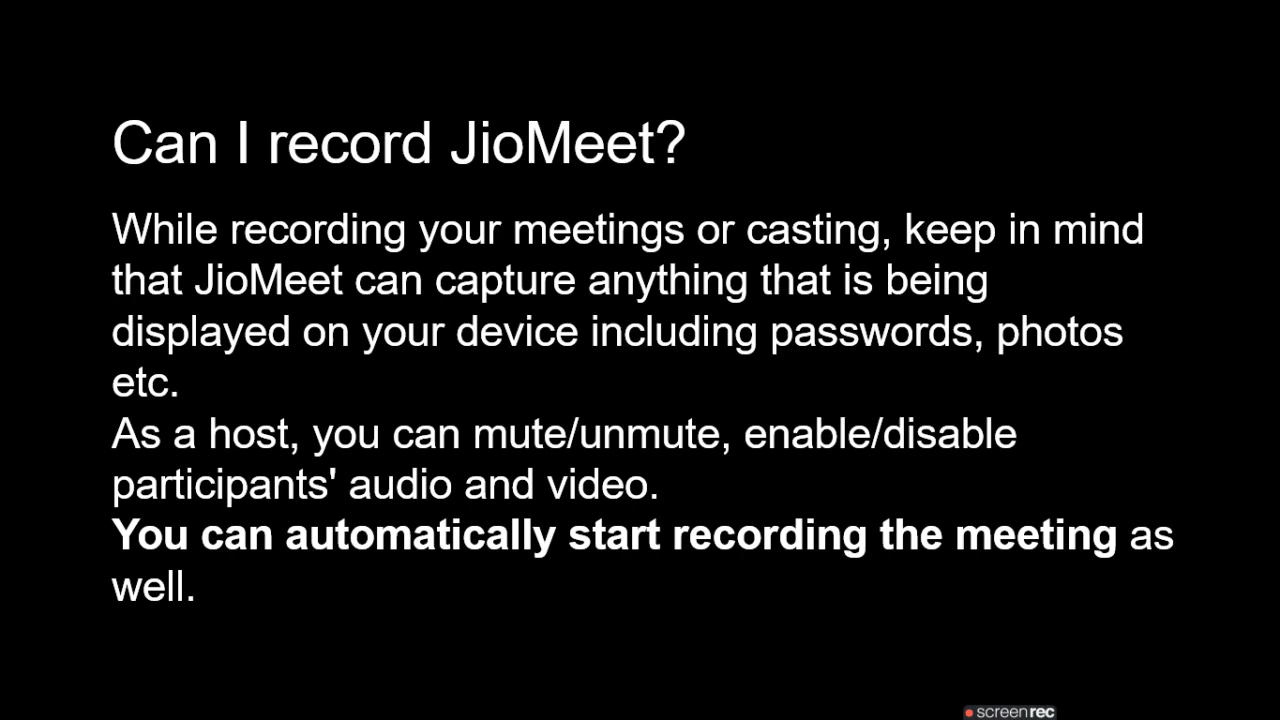 Can I record JioMeet?
While recording your meetings or casting, keep in mind
that JioMeet can capture anything that is being
displayed on your device including passwords, photos
etc.
As a host, you can mute/unmute, enable/disable
participants' audio and video.
You can automatically start recording the meeting as
well.
screenrec